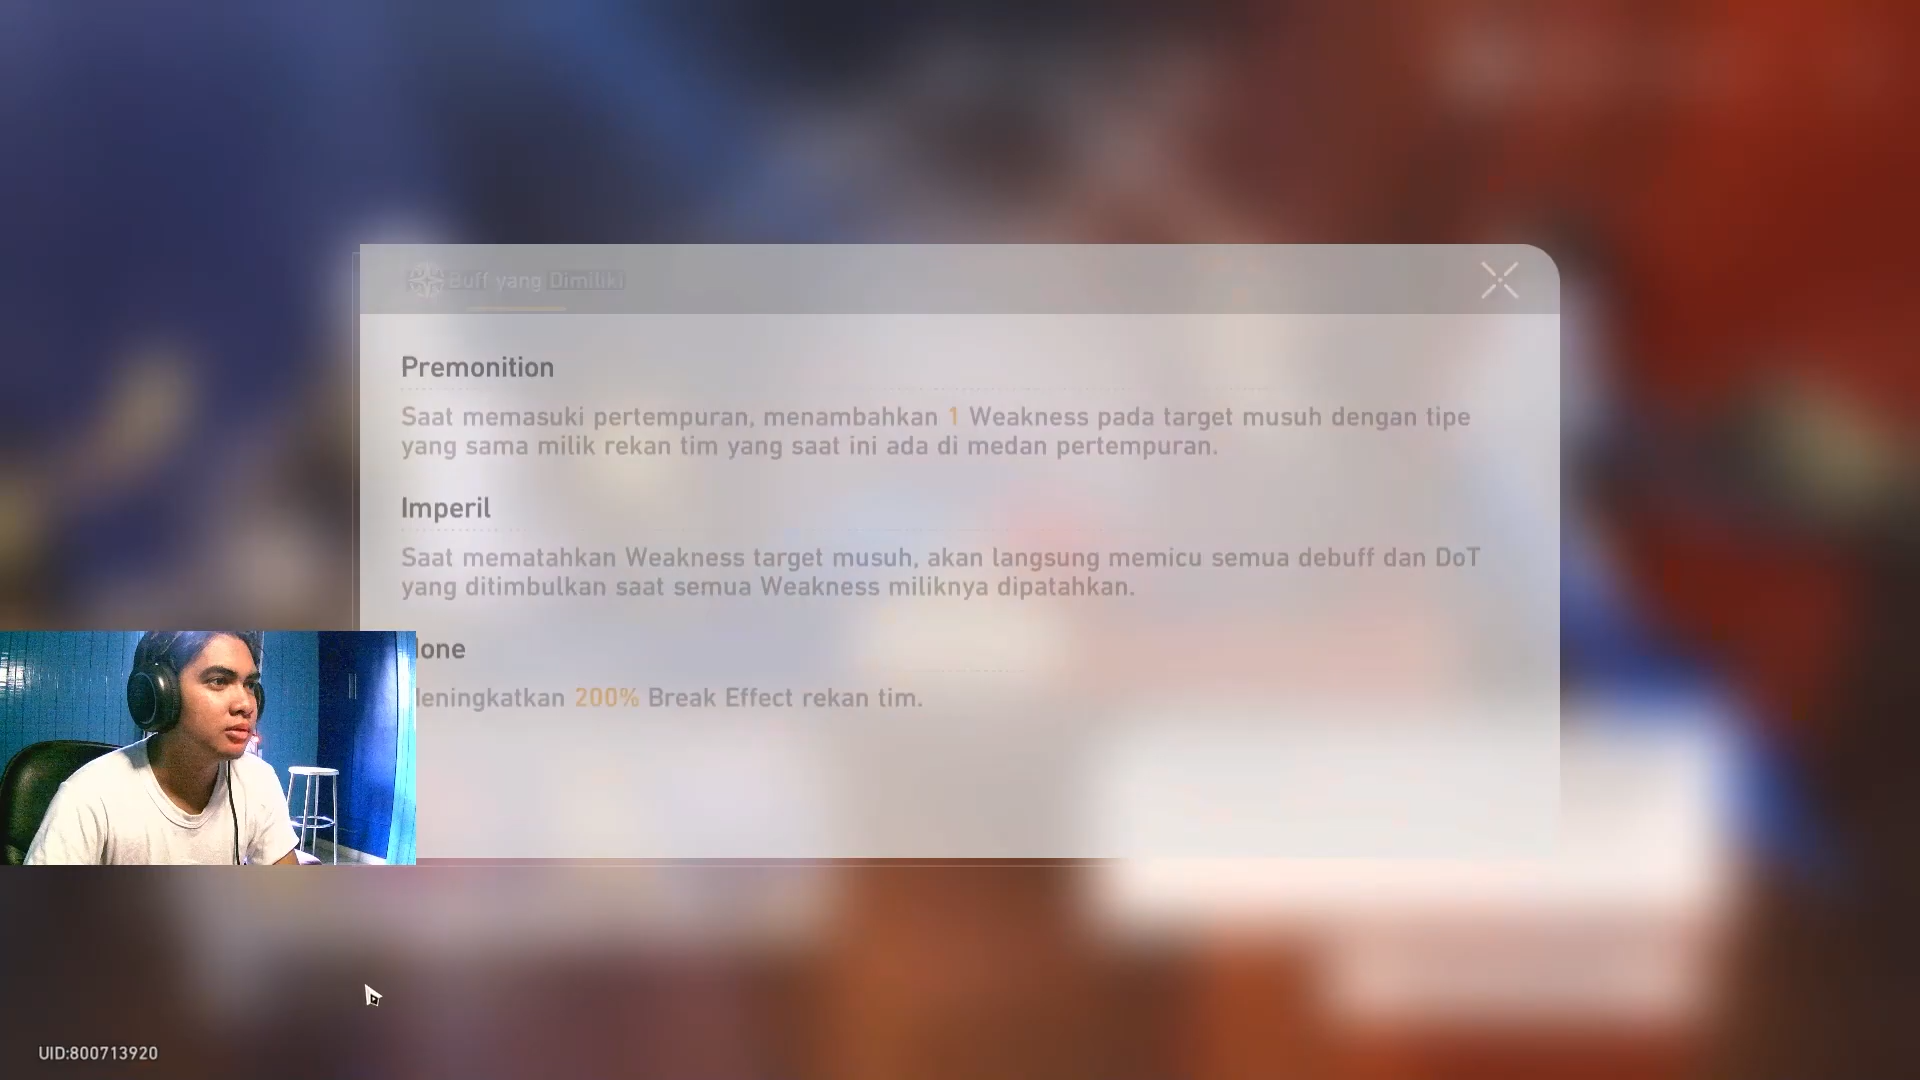 Buff yang Dimiliki
Premonition
Saat memasuki pertempuran, menambahkan 1 Weakness pada target musuh dengan tipe
yang sama milik rekan tim yang saat ini ada di medan pertempuran.
Imperil
Saat mematahkan Weakness target musuh, akan langsung memicu semua debuff dan DoT
yang ditimbulkan saat semua Weakness miliknya dipatahkan.
200% Break Effect rekan tim.
UID:800713920